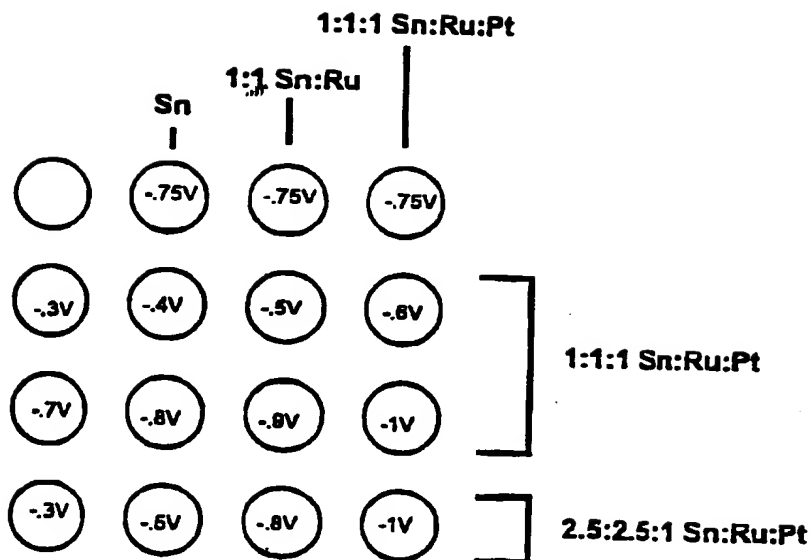 1:1:1 Sn:Ru:Pt
1:1 Sn:Ru
Sn
-.75V -.75V -.75V
-.3V -.4V -.5V -.6V
1:1:1 Sn:Ru:Pt
-.7V -.8V -.9V -1V
-.3V -.5V -.8V -1V
2.5:2.5:1 Sn:Ru:Pt